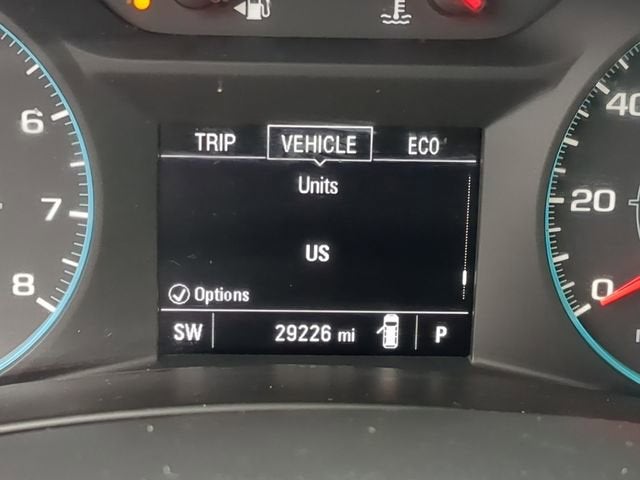 TRIP VEHICLE ECO
Units
US
Options
SW 29226 mi P
6
7
8
40
20
0